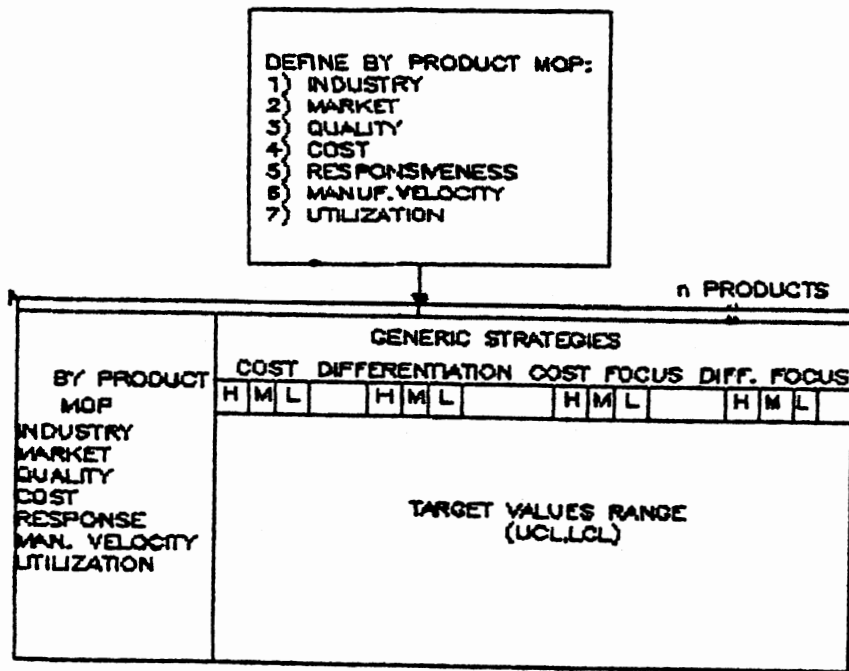 DEFINE BY PRODUCT MOP:
1) INDUSTRY
2) MARKET
3) QUALITY
4) COST
5) RESPONSIVENESS
6) MANUF.VELOCITY
7) UTILIZATION
n PRODUCTS
GENERIC STRATEGIES
COST DIFFERENTIATION COST FOCUS DIFF. FOCUS
H M L H M L H M L H M L
BY PRODUCT
MOP
INDUSTRY
MARKET
QUALITY
COST
RESPONSE
MAN. VELOCITY
UTILIZATION
TARGET VALUES RANGE
(UCL,LCL)